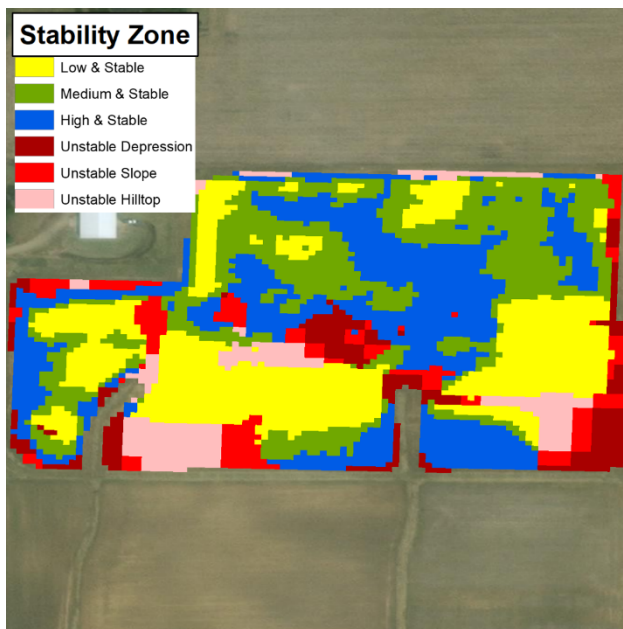 Stability Zone
Low & Stable
Medium & Stable
High & Stable
Unstable Depression
Unstable Slope
Unstable Hilltop